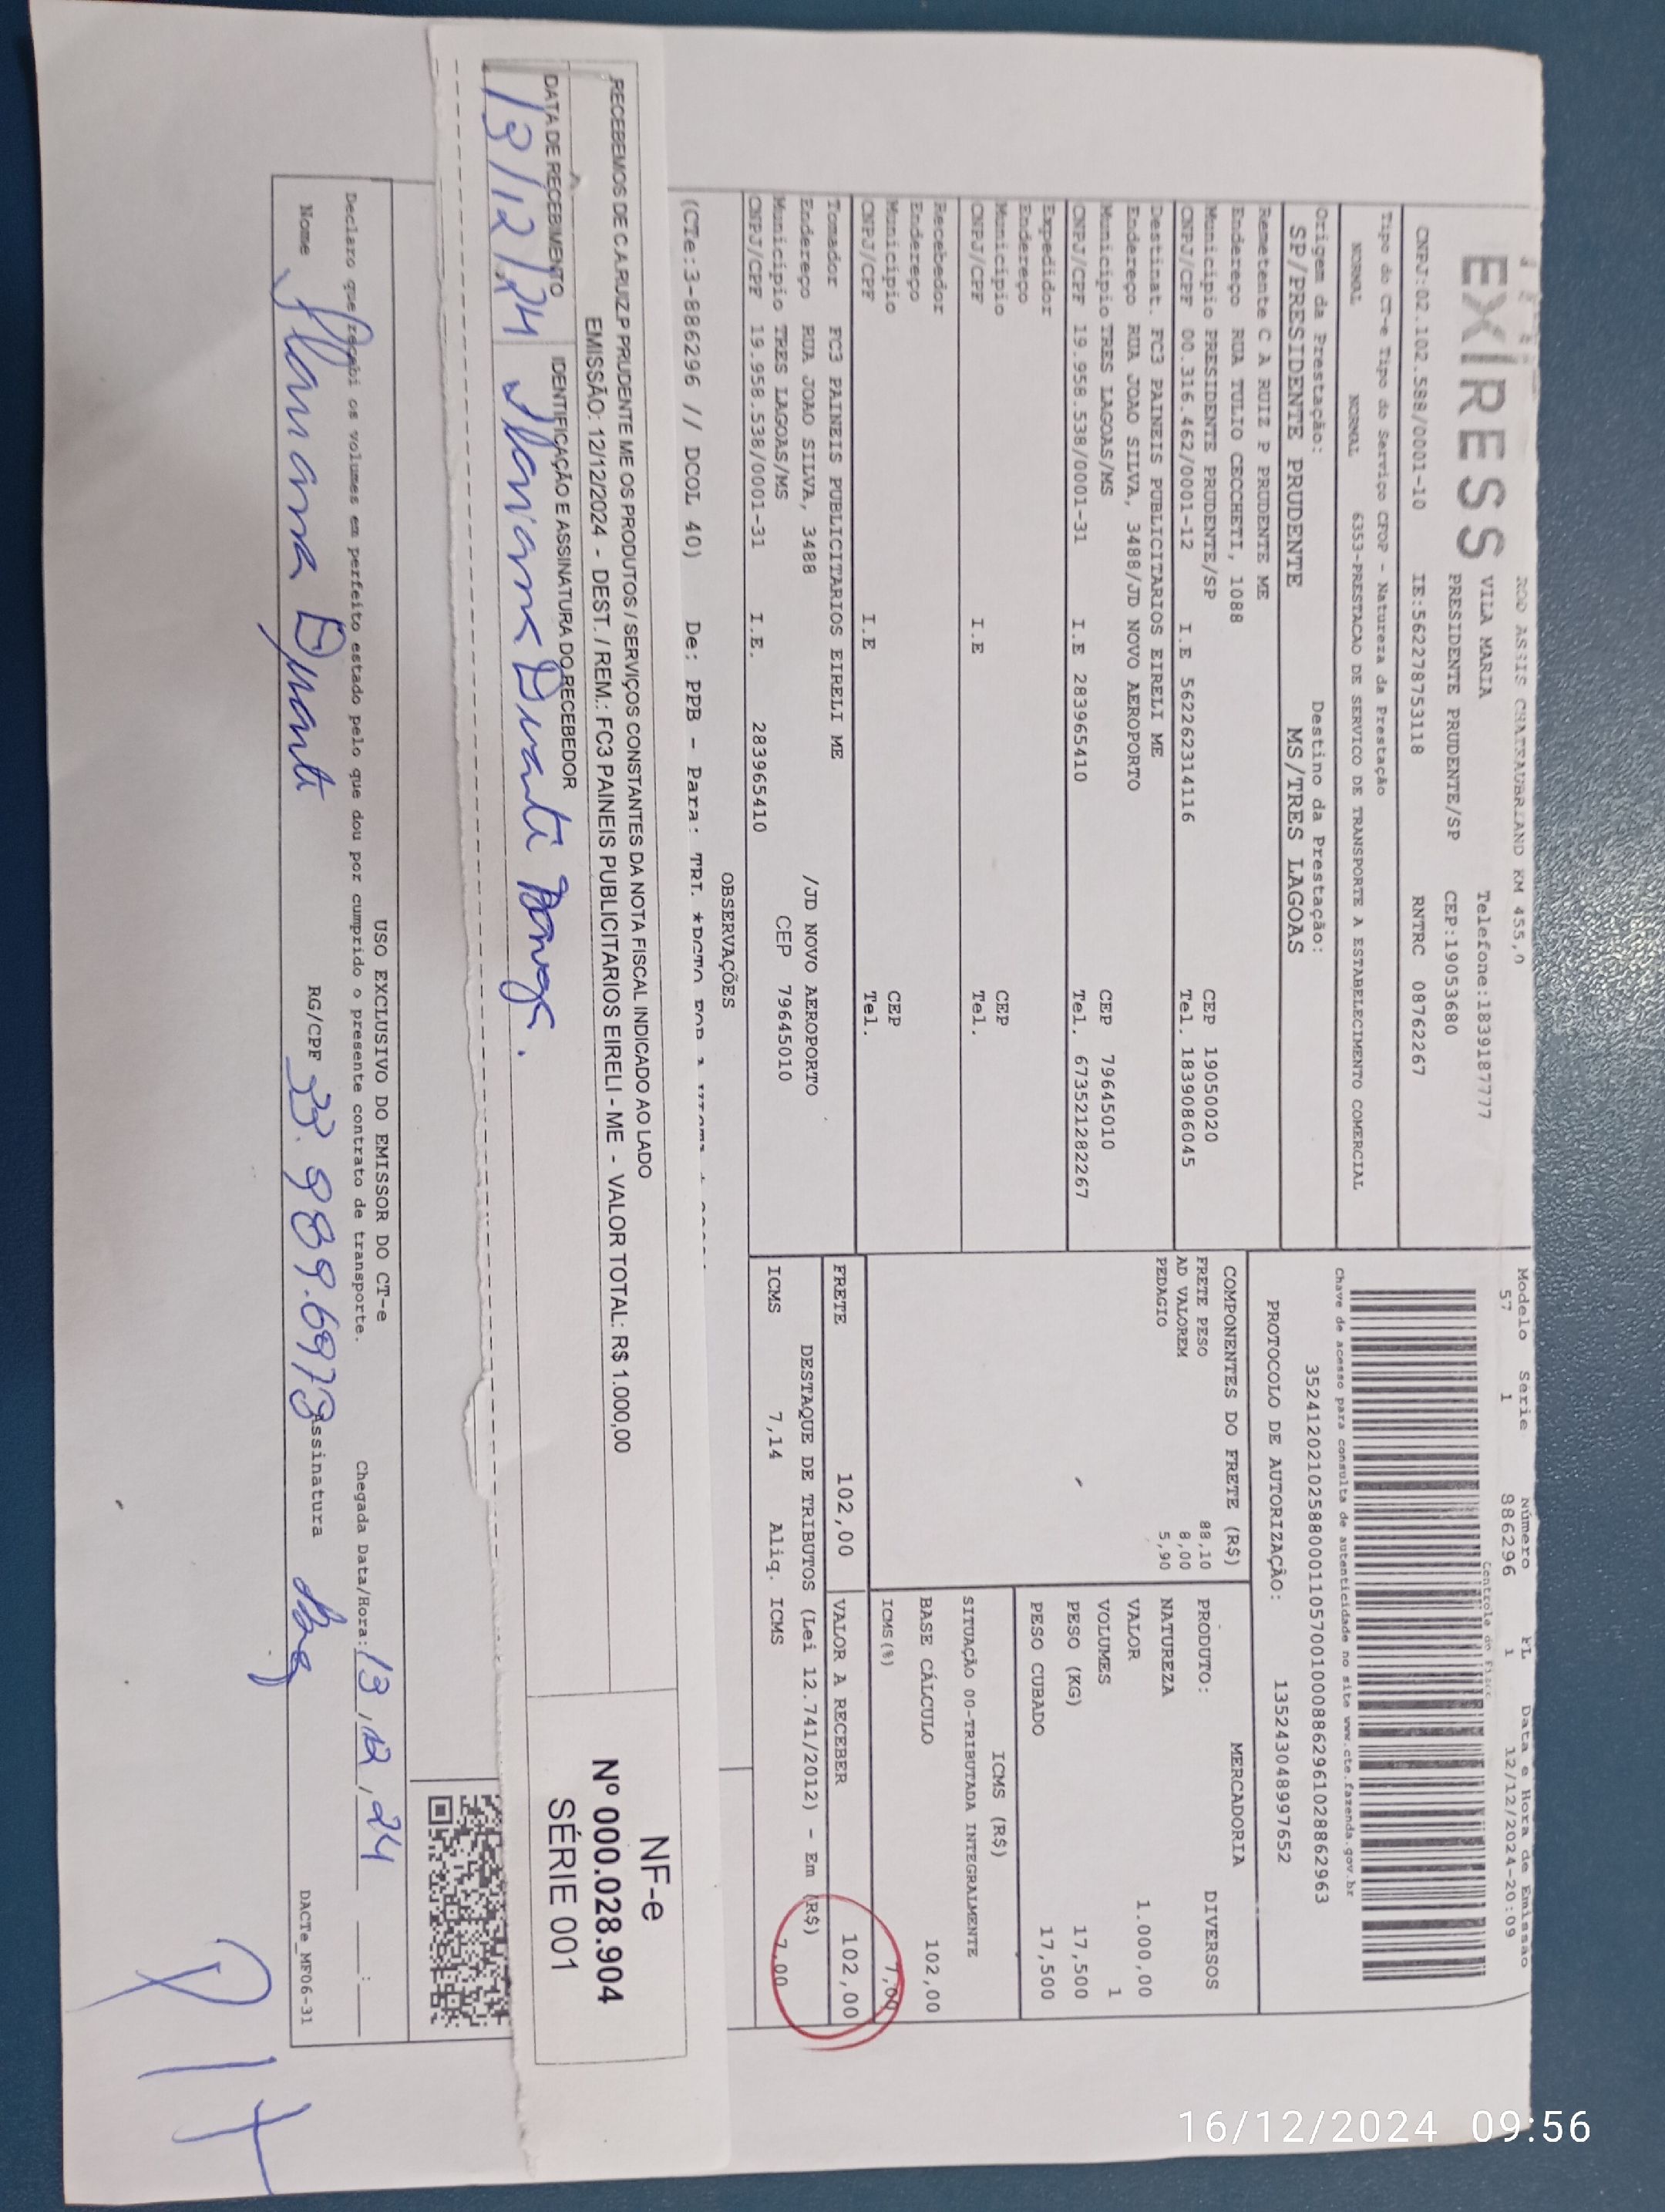 EXPRESS
ROD ASSIS CHATEAUBRIAND KM 455,0
VILA MARIA Telefone:1839187777
PRESIDENTE PRUDENTE/SP CEP:19053680
CNPJ:02.102.588/0001-10 IE:562278753118 RNTRC 08762267
Tipo do CT-e Tipo do Serviço CFOP - Natureza da Prestação
NORMAL NORMAL 6353-PRESTACAO DE SERVICO DE TRANSPORTE A ESTABELECIMENTO COMERCIAL
Origem da Prestação: Destino da Prestação:
SP/PRESIDENTE PRUDENTE MS/TRES LAGOAS
Remetente C A RUIZ P PRUDENTE ME
Endereço RUA TULIO CEOCHETI, 1088
Município PRESIDENTE PRUDENTE/SP CEP 19050020
CNPJ/CPF 00.316.462/0001-12 I.E 562262314116 Tel. 1839086045
Destinat. FC3 PAINEIS PUBLICITARIOS EIRELI ME
Endereço RUA JOAO SILVA, 3488/JD NOVO AEROPORTO
Município TRES LAGOAS/MS CEP 79645010
CNPJ/CPF 19.958.538/0001-31 I.E 283965410 Tel. 673521282267
Expedidor
Endereço
Município CEP
CNPJ/CPF I.E Tel.
Recebedor
Endereço
Município CEP
CNPJ/CPF I.E Tel.
Tomador FC3 PAINEIS PUBLICITARIOS EIRELI ME
Endereço RUA JOAO SILVA, 3488 /JD NOVO AEROPORTO
Município TRES LAGOAS/MS CEP 79645010
CNPJ/CPF 19.958.538/0001-31 I.E. 283965410
OBSERVAÇÕES
(CTe:3-886296 // DCOL 40) De: PPB - Para: TRI.
Modelo Serie Número FL Data e Hora de Emissão
57 1 886296 1 12/12/2024-20:09
Controle do Fisco
Chave de acesso para consulta de autenticidade no site www.cte.fazenda.gov.br
35241202102588000110570010008862961028862963
PROTOCOLO DE AUTORIZAÇÃO: 135243048997652
COMPONENTES DO FRETE (R$)
FRETE PESO 88,10
AD VALOREM 8,00
PEDAGIO 5,90
MERCADORIA
PRODUTO: DIVERSOS
NATUREZA
VALOR 1.000,00
VOLUMES 1
PESO (KG) 17,500
PESO CUBADO 17,500
ICMS (R$)
SITUAÇÃO 00-TRIBUTADA INTEGRALMENTE
BASE CÁLCULO 102,00
ICMS(%) 7,00
FRETE 102,00 VALOR A RECEBER 102,00
DESTAQUE DE TRIBUTOS (Lei 12.741/2012) - Em (R$)
ICMS 7,14 Aliq. ICMS 7,00
RECEBEMOS DE C.A.RUIZ.P PRUDENTE ME OS PRODUTOS / SERVIÇOS CONSTANTES DA NOTA FISCAL INDICADO AO LADO
EMISSÃO: 12/12/2024 - DEST. / REM.: FC3 PAINEIS PUBLICITARIOS EIRELI - ME - VALOR TOTAL: R$ 1.000,00
DATA DE RECEBIMENTO IDENTIFICAÇÃO E ASSINATURA DO RECEBEDOR
13/12/24
NF-e
Nº 000.028.904
SÉRIE 001
USO EXCLUSIVO DO EMISSOR DO CT-e
Declaro que recebi os volumes em perfeito estado pelo que dou por cumprido o presente contrato de transporte. Chegada Data/Hora: 13/12/24 :
Nome RG/CPF 33.989.6973 Assinatura
DACTe_MF06-31
16/12/2024 09:56